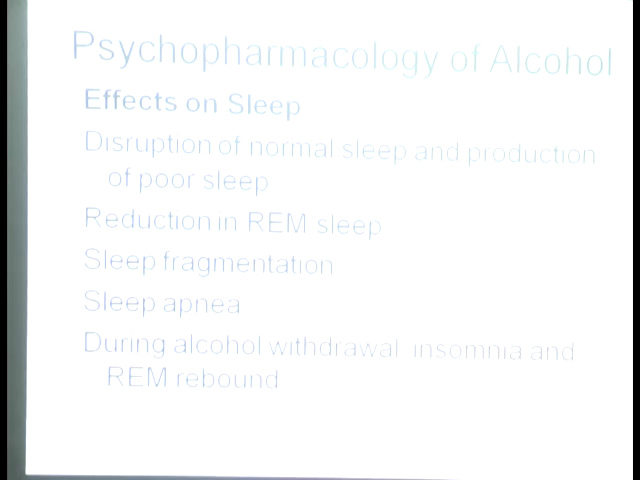 Psychopharmacology of Alcohol
Effects on Sleep
Disruption of normal sleep and production
of poor sleep
Reduction in REM sleep
Sleep fragmentation
Sleep apnea
During alcohol withdrawal insomnia and
REM rebound